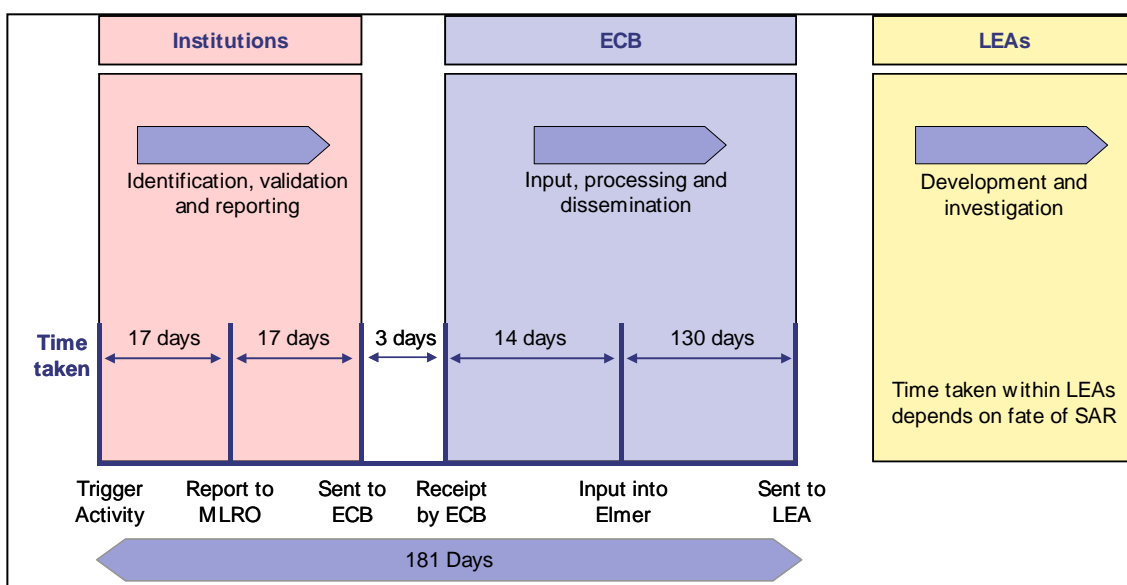 Institutions
ECB
LEAs
Identification, validation
and reporting
Input, processing and
dissemination
Development and
investigation
Time
taken
17 days
17 days
3 days
14 days
130 days
Time taken within LEAs
depends on fate of SAR
Trigger
Activity
Report to
MLRO
Sent to
ECB
Receipt
by ECB
Input into
Elmer
Sent to
LEA
181 Days